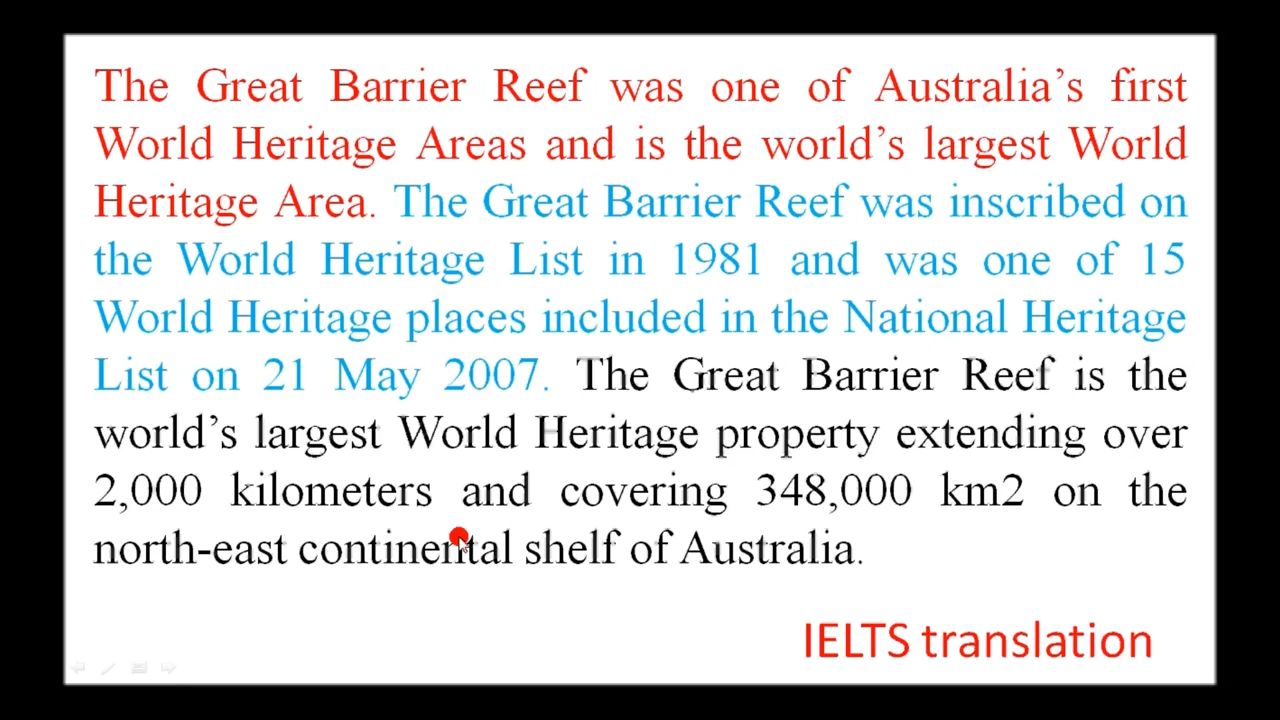 The Great Barrier Reef was one of Australia’s first
World Heritage Areas and is the world’s largest World
Heritage Area. The Great Barrier Reef was inscribed on
the World Heritage List in 1981 and was one of 15
World Heritage places included in the National Heritage
List on 21 May 2007. The Great Barrier Reef is the
world’s largest World Heritage property extending over
2,000 kilometers and covering 348,000 km2 on the
north-east continental shelf of Australia.
IELTS translation